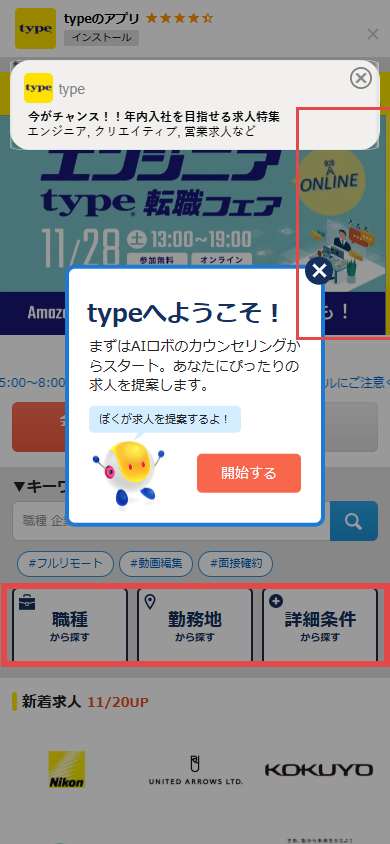 type
typeのアプリ
インストール
type
type
今がチャンス！！年内入社を目指せる求人特集
エンジニア, クリエイティブ, 営業求人など
エンジニア
type 転職フェア
ONLINE
11/28 土 13:00〜19:00
参加無料
オンライン
Amazo
も！
typeへようこそ！
まずはAIロボのカウンセリングか
らスタート。あなたにぴったりの
求人を提案します。
5:00〜8:00
ルにご注意
ぼくが求人を提案するよ！
開始する
▼キーワ
職種 企
#フルリモート
#動画編集
#面接確約
職種
から探す
勤務地
から探す
詳細条件
から探す
新着求人 11/20UP
Nikon
UNITED ARROWS LTD.
KOKUYO